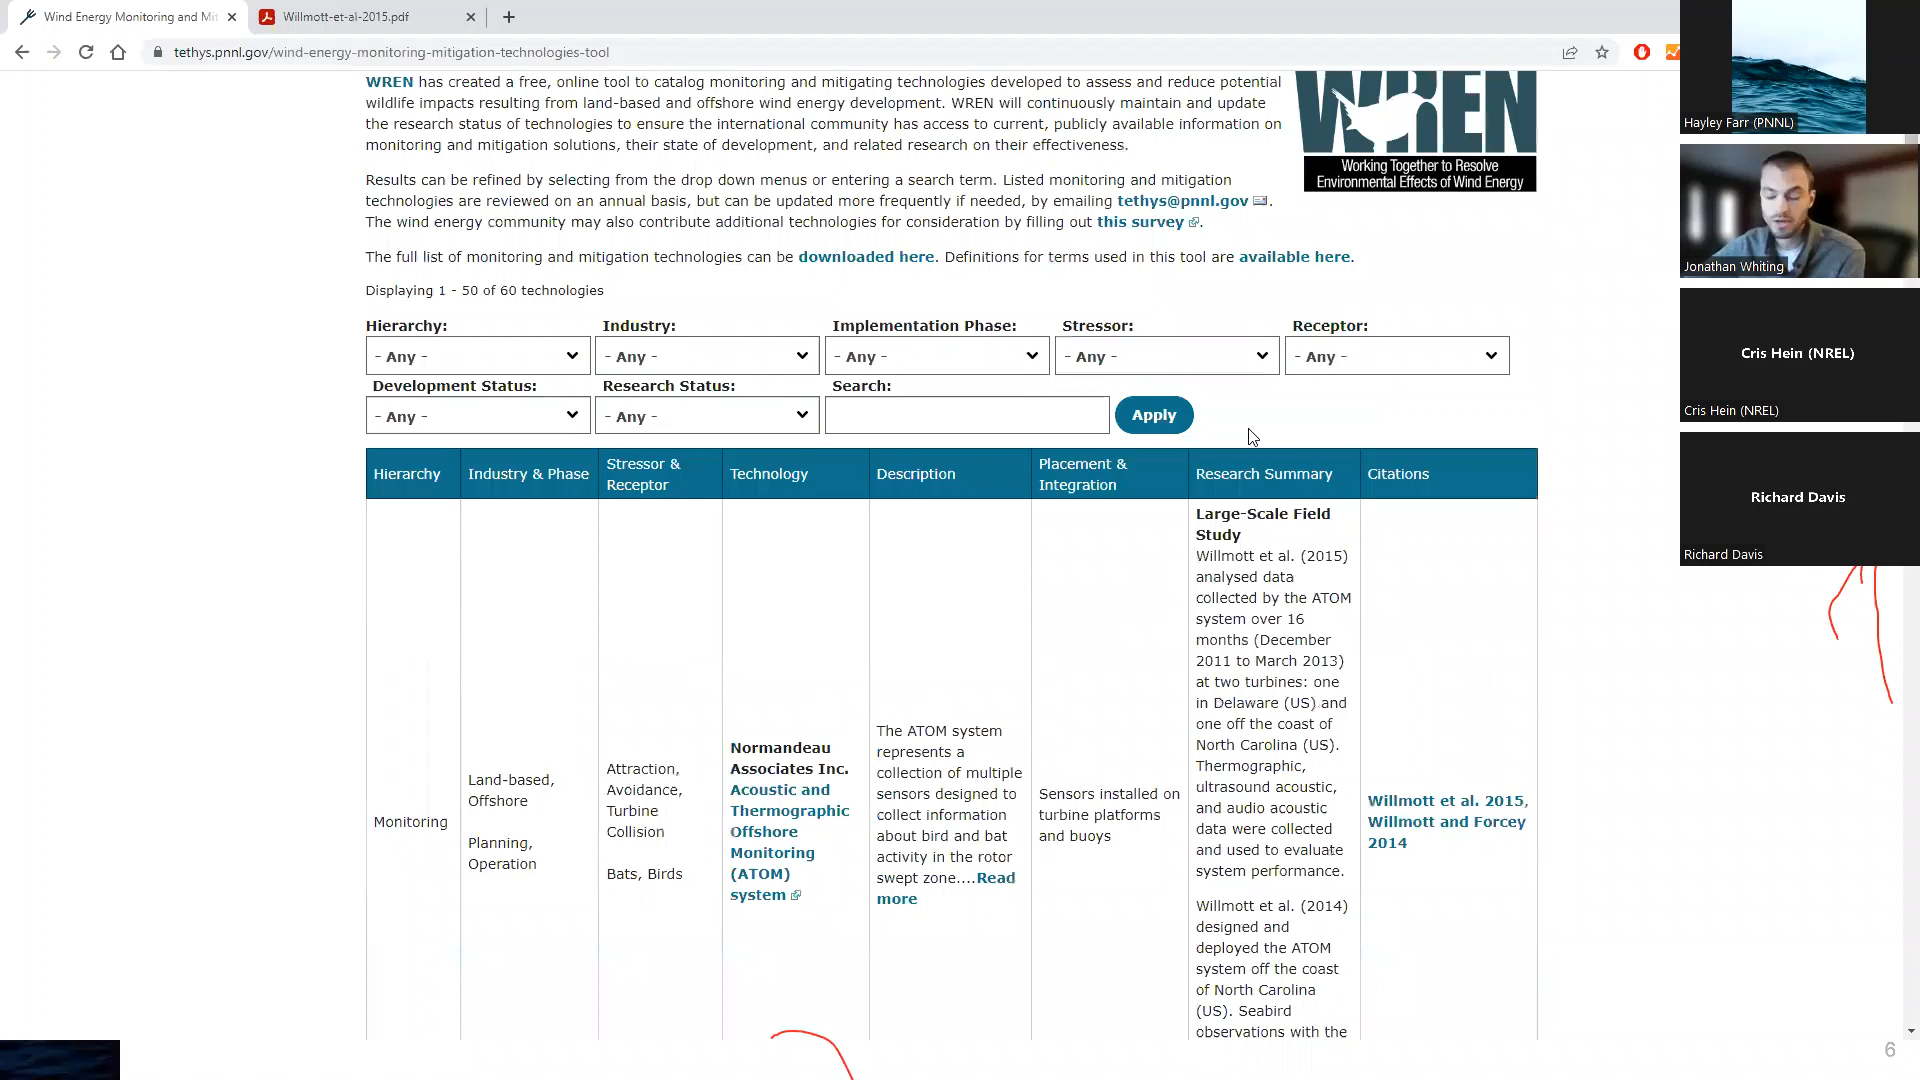 Wind Energy Monitoring and Mit
Willmott-et-al-2015.pdf
tethys.pnnl.gov/wind-energy-monitoring-mitigation-technologies-tool
WREN has created a free, online tool to catalog monitoring and mitigating technologies developed to assess and reduce potential
wildlife impacts resulting from land-based and offshore wind energy development. WREN will continuously maintain and update
the research status of technologies to ensure the international community has access to current, publicly available information on
monitoring and mitigation solutions, their state of development, and related research on their effectiveness.
WREN
Working Together to Resolve
Environmental Effects of Wind Energy
Results can be refined by selecting from the drop down menus or entering a search term. Listed monitoring and mitigation
technologies are reviewed on an annual basis, but can be updated more frequently if needed, by emailing tethys@pnnl.gov.
The wind energy community may also contribute additional technologies for consideration by filling out this survey.
The full list of monitoring and mitigation technologies can be downloaded here. Definitions for terms used in this tool are available here.
Displaying 1 - 50 of 60 technologies
Hierarchy: Industry: Implementation Phase: Stressor: Receptor:
- Any - - Any - - Any - - Any - - Any -
Development Status: Research Status: Search:
- Any - - Any - Apply
Hierarchy
Industry & Phase
Stressor &
Receptor
Technology
Description
Placement &
Integration
Research Summary
Citations
Monitoring
Land-based,
Offshore
Planning,
Operation
Attraction,
Avoidance,
Turbine
Collision
Bats, Birds
Normandeau
Associates Inc.
Acoustic and
Thermographic
Offshore
Monitoring
(ATOM)
system
The ATOM system
represents a
collection of multiple
sensors designed to
collect information
about bird and bat
activity in the rotor
swept zone....Read
more
Sensors installed on
turbine platforms
and buoys
Large-Scale Field
Study
Willmott et al. (2015)
analysed data
collected by the ATOM
system over 16
months (December
2011 to March 2013)
at two turbines: one
in Delaware (US) and
one off the coast of
North Carolina (US).
Thermographic,
ultrasound acoustic,
and audio acoustic
data were collected
and used to evaluate
system performance.
Willmott et al. (2014)
designed and
deployed the ATOM
system off the coast
of North Carolina
(US). Seabird
observations with the
Willmott et al. 2015,
Willmott and Forcey
2014
Hayley Farr (PNNL)
Jonathan Whiting
Cris Hein (NREL)
Cris Hein (NREL)
Richard Davis
Richard Davis
6